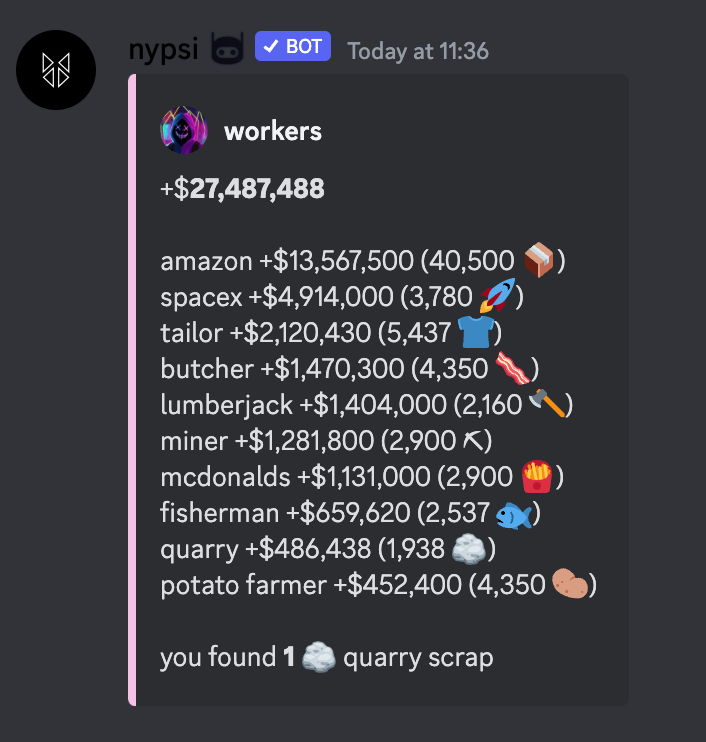 nypsi ✓ BOT Today at 11:36
workers
+$27,487,488
amazon +$13,567,500 (40,500 📦)
spacex +$4,914,000 (3,780 🚀)
tailor +$2,120,430 (5,437 👕)
butcher +$1,470,300 (4,350 🥓)
lumberjack +$1,404,000 (2,160 🪓)
miner +$1,281,800 (2,900 ⛏)
mcdonalds +$1,131,000 (2,900 🍟)
fisherman +$659,620 (2,537 🐟)
quarry +$486,438 (1,938 🪨)
potato farmer +$452,400 (4,350 🥔)
you found 1 🪨 quarry scrap